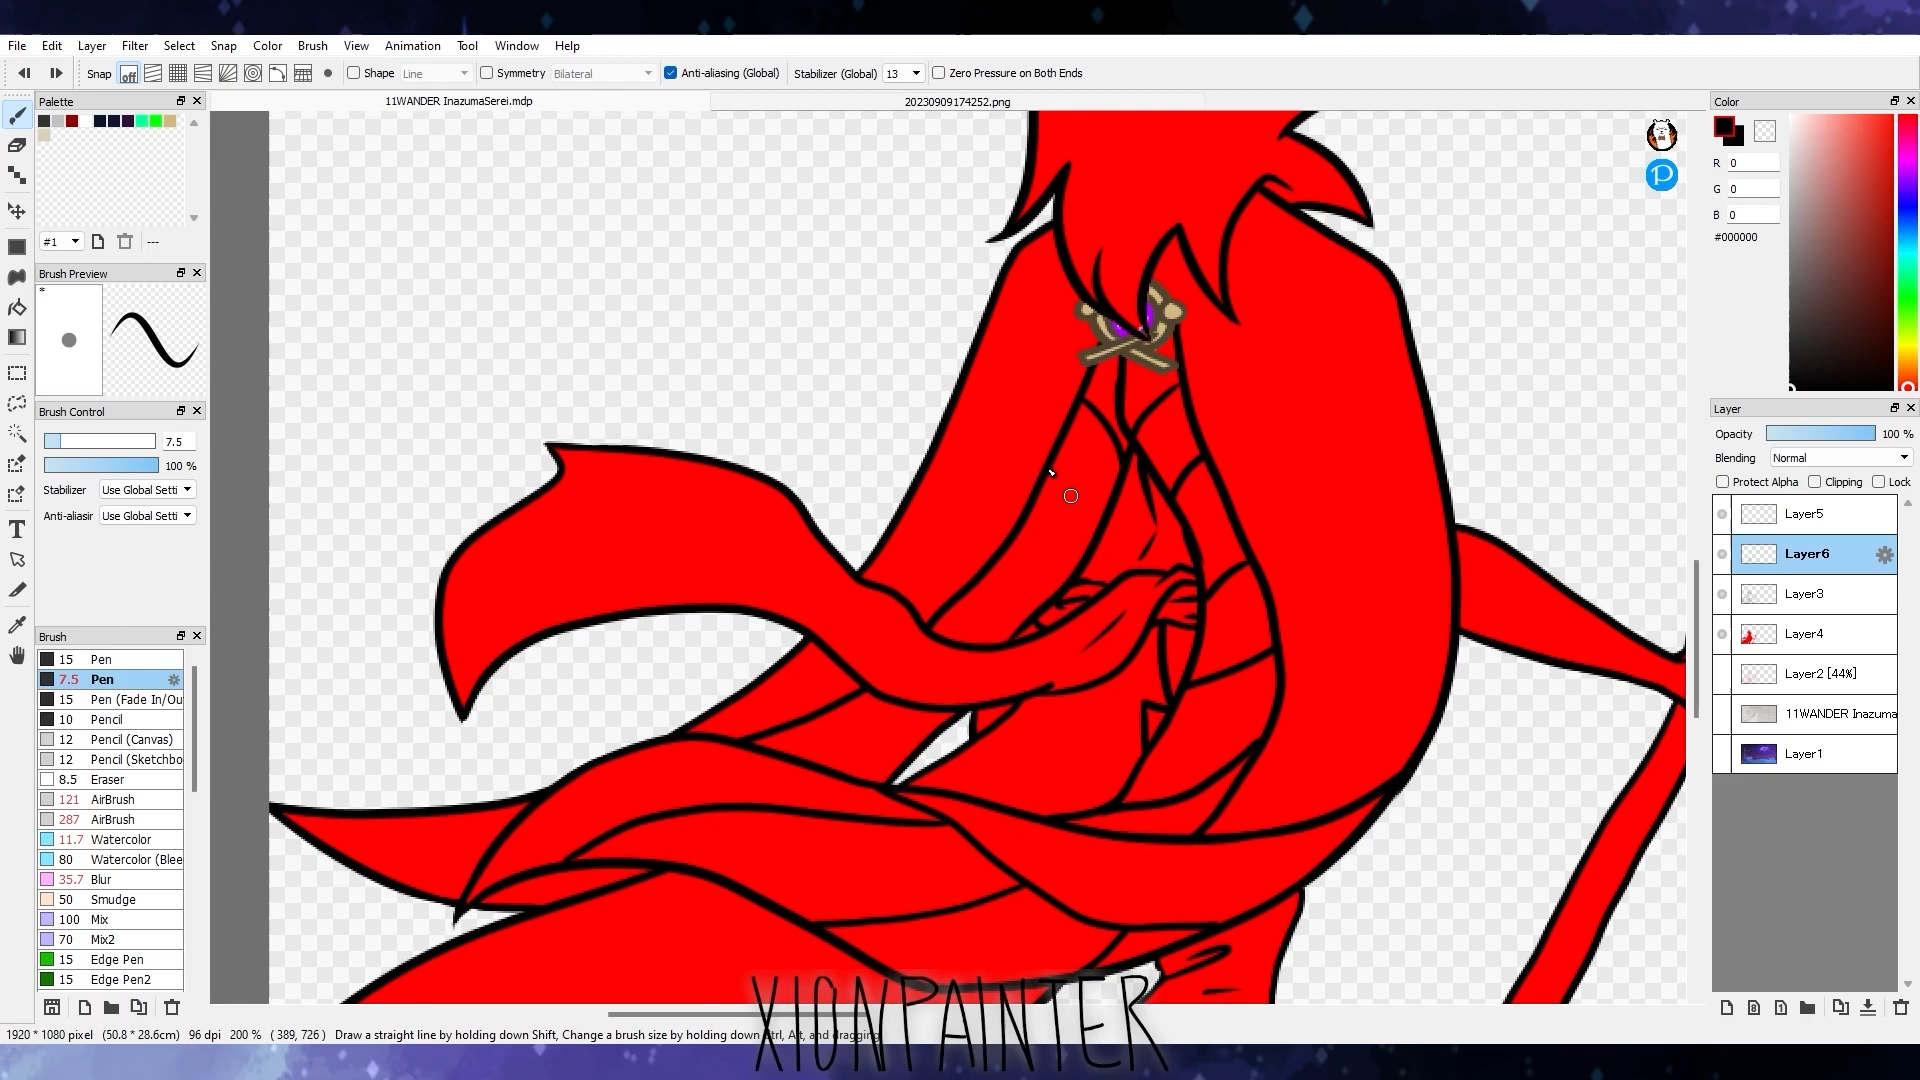 File Edit Layer Filter Select Snap Color Brush View Animation Tool Window Help
Snap off Shape Line Symmetry Bilateral Anti-aliasing (Global) Stabilizer (Global) 13 Zero Pressure on Both Ends
Palette
11WANDER InazumaSerei.mdp
20230909174252.png
Color
R 0
G 0
B 0
#000000
#1 ---
Brush Preview
*
Brush Control
7.5
100 %
Stabilizer Use Global Setti
Anti-aliasir Use Global Setti
Brush
15 Pen
7.5 Pen
15 Pen (Fade In/Ou
10 Pencil
12 Pencil (Canvas)
12 Pencil (Sketchbo
8.5 Eraser
121 AirBrush
287 AirBrush
11.7 Watercolor
80 Watercolor (Blee
35.7 Blur
50 Smudge
100 Mix
70 Mix2
15 Edge Pen
15 Edge Pen2
Layer
Opacity 100 %
Blending Normal
Protect Alpha Clipping Lock
Layer5
Layer6
Layer3
Layer4
Layer2 [44%]
11WANDER Inazuma
Layer1
XIONPAINTER
1920 * 1080 pixel (50.8 * 28.6cm) 96 dpi 200 % ( 389, 726 ) Draw a straight line by holding down Shift, Change a brush size by holding down Ctrl, Alt, and dragging